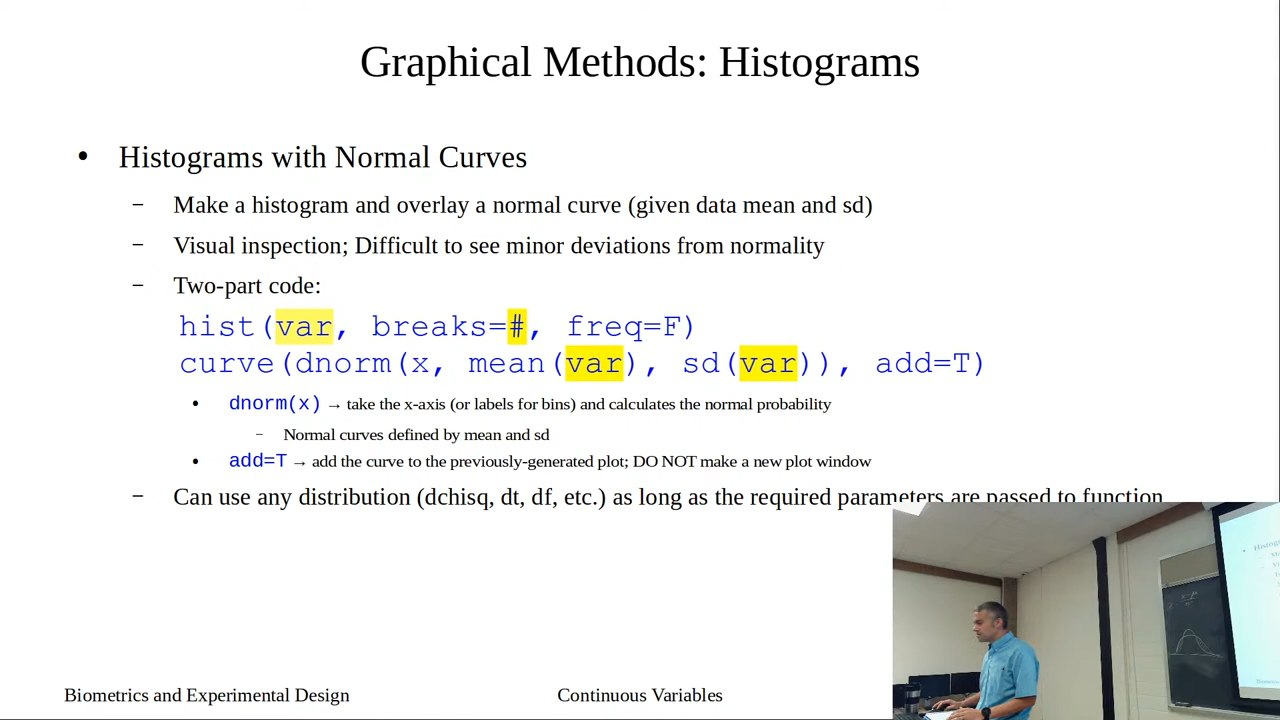 Graphical Methods: Histograms
• Histograms with Normal Curves
– Make a histogram and overlay a normal curve (given data mean and sd)
– Visual inspection; Difficult to see minor deviations from normality
– Two-part code:
hist(var, breaks=#, freq=F)
curve(dnorm(x, mean(var), sd(var)), add=T)
• dnorm(x) → take the x-axis (or labels for bins) and calculates the normal probability
– Normal curves defined by mean and sd
• add=T → add the curve to the previously-generated plot; DO NOT make a new plot window
– Can use any distribution (dchisq, dt, df, etc.) as long as the required parameters are passed to function
Biometrics and Experimental Design
Continuous Variables